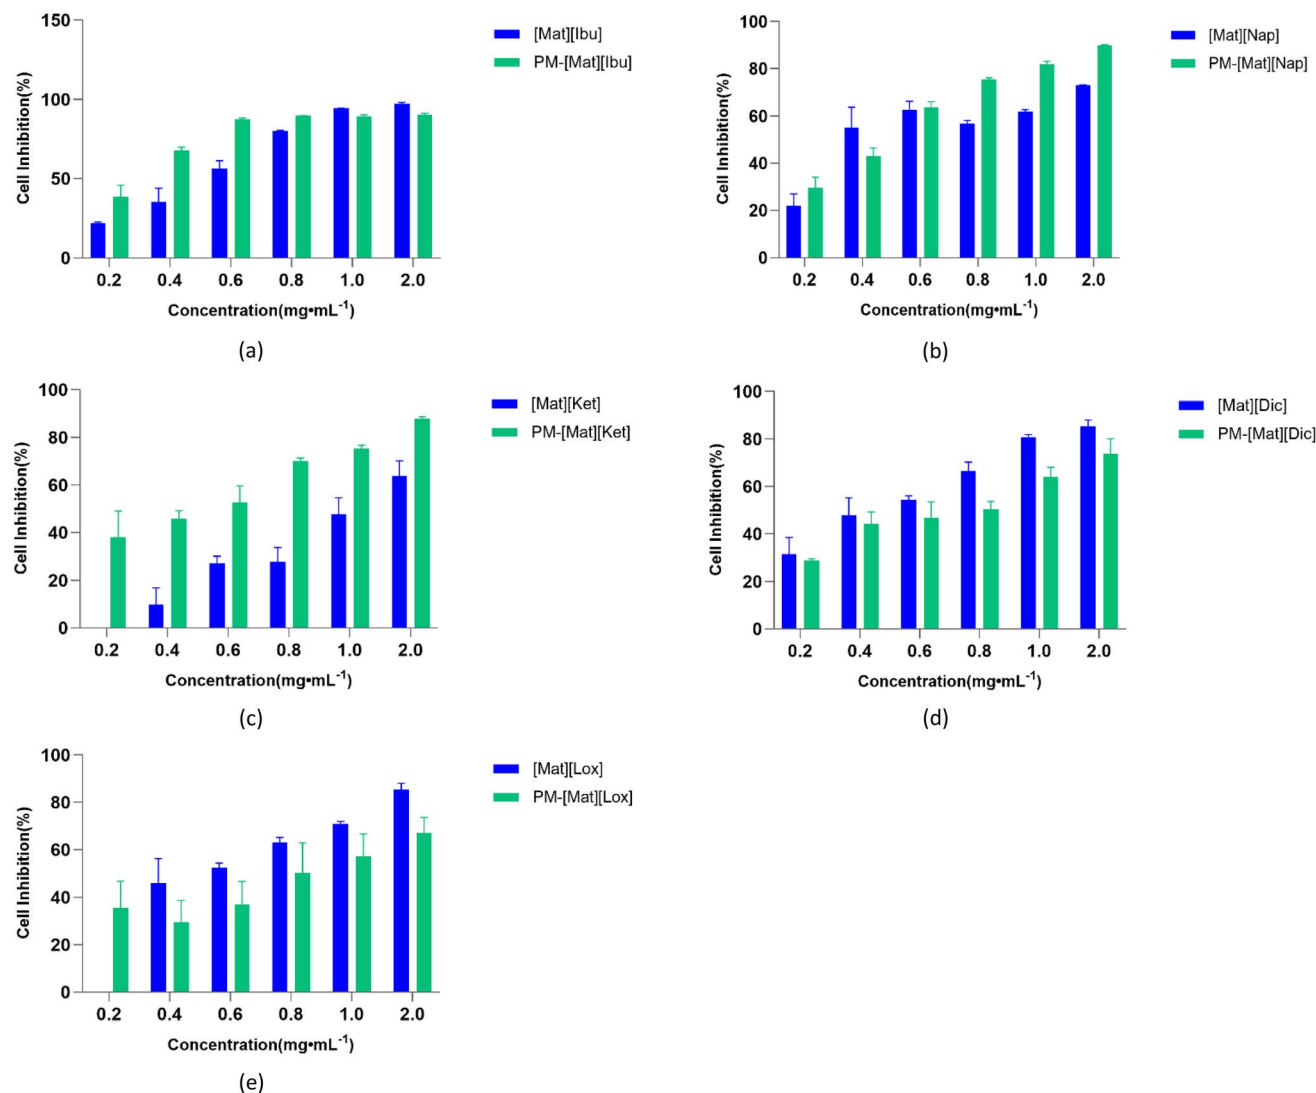 150
100
50
0
Cell Inhibition(%)
0.2 0.4 0.6 0.8 1.0 2.0
Concentration(mg•mL⁻¹)
[Mat][Ibu]
PM-[Mat][Ibu]
(a)
100
80
60
40
20
0
Cell Inhibition(%)
0.2 0.4 0.6 0.8 1.0 2.0
Concentration(mg•mL⁻¹)
[Mat][Nap]
PM-[Mat][Nap]
(b)
100
80
60
40
20
0
Cell Inhibition(%)
0.2 0.4 0.6 0.8 1.0 2.0
Concentration(mg•mL⁻¹)
[Mat][Ket]
PM-[Mat][Ket]
(c)
100
80
60
40
20
0
Cell Inhibition(%)
0.2 0.4 0.6 0.8 1.0 2.0
Concentration(mg•mL⁻¹)
[Mat][Dic]
PM-[Mat][Dic]
(d)
100
80
60
40
20
0
Cell Inhibition(%)
0.2 0.4 0.6 0.8 1.0 2.0
Concentration(mg•mL⁻¹)
[Mat][Lox]
PM-[Mat][Lox]
(e)